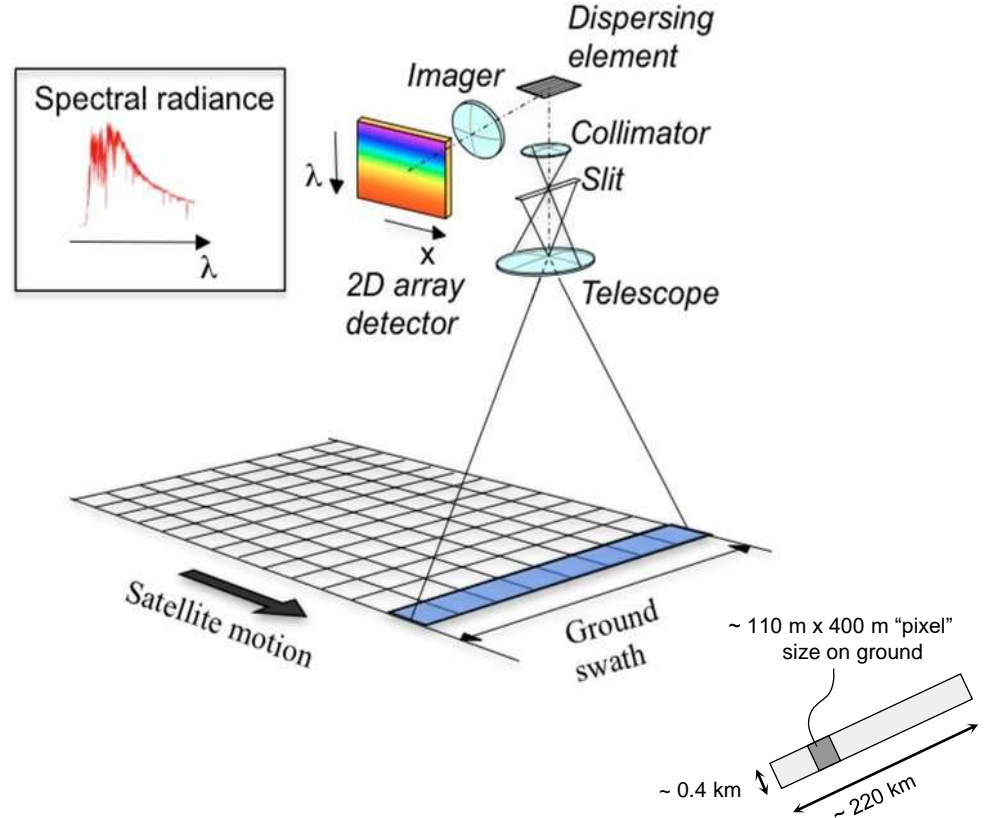 Dispersing
element
Imager
Spectral radiance
Collimator
λ
Slit
x
λ
2D array
detector
Telescope
Satellite motion
Ground
swath
~ 110 m x 400 m “pixel”
size on ground
~ 0.4 km
~ 220 km